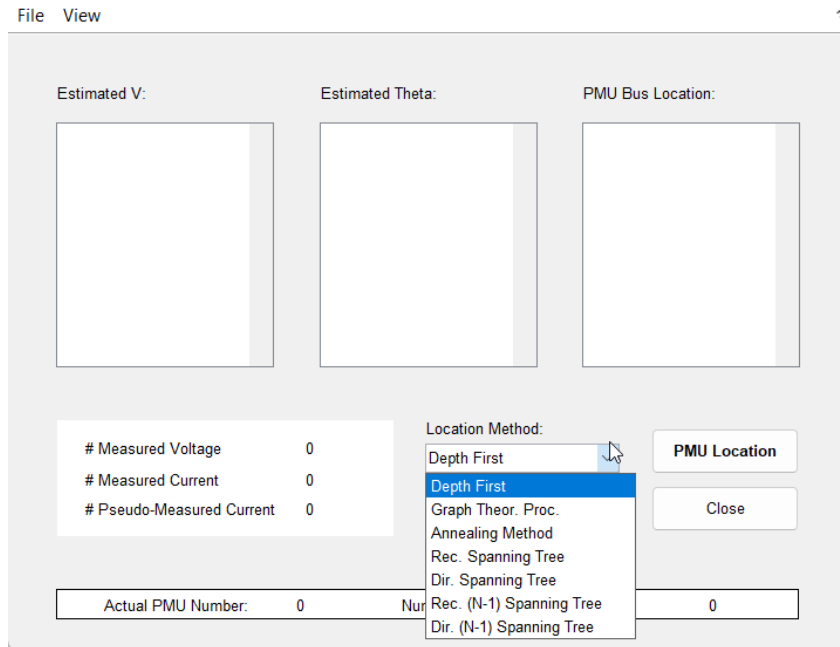 File View
Estimated V: Estimated Theta: PMU Bus Location:
# Measured Voltage 0
# Measured Current 0
# Pseudo-Measured Current 0
Location Method:
Depth First
Depth First
Graph Theor. Proc.
Annealing Method
Rec. Spanning Tree
Dir. Spanning Tree
Rec. (N-1) Spanning Tree
Dir. (N-1) Spanning Tree
PMU Location
Close
Actual PMU Number: 0 0